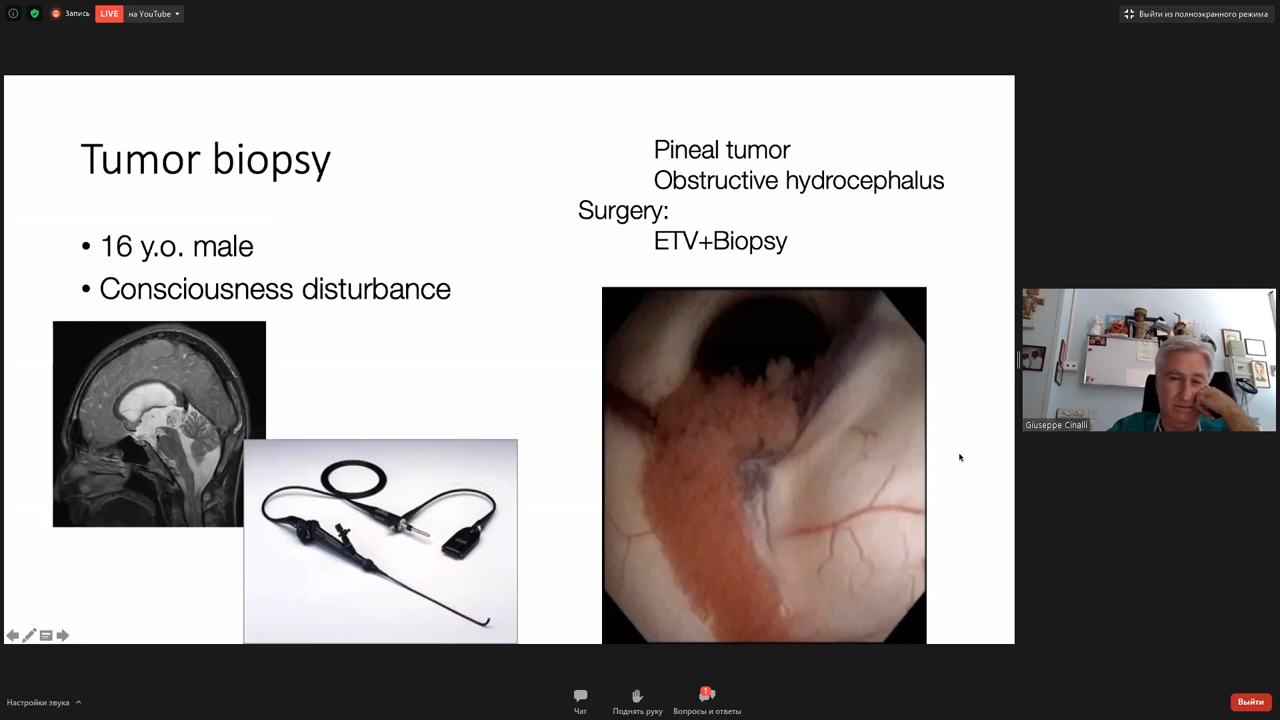 Запись
LIVE
на YouTube
Выйти из полноэкранного режима
Tumor biopsy
• 16 y.o. male
• Consciousness disturbance
Pineal tumor
Obstructive hydrocephalus
Surgery:
ETV+Biopsy
Giuseppe Cinalli
Настройки звука
Чат
Поднять руку
1
Вопросы и ответы
Выйти